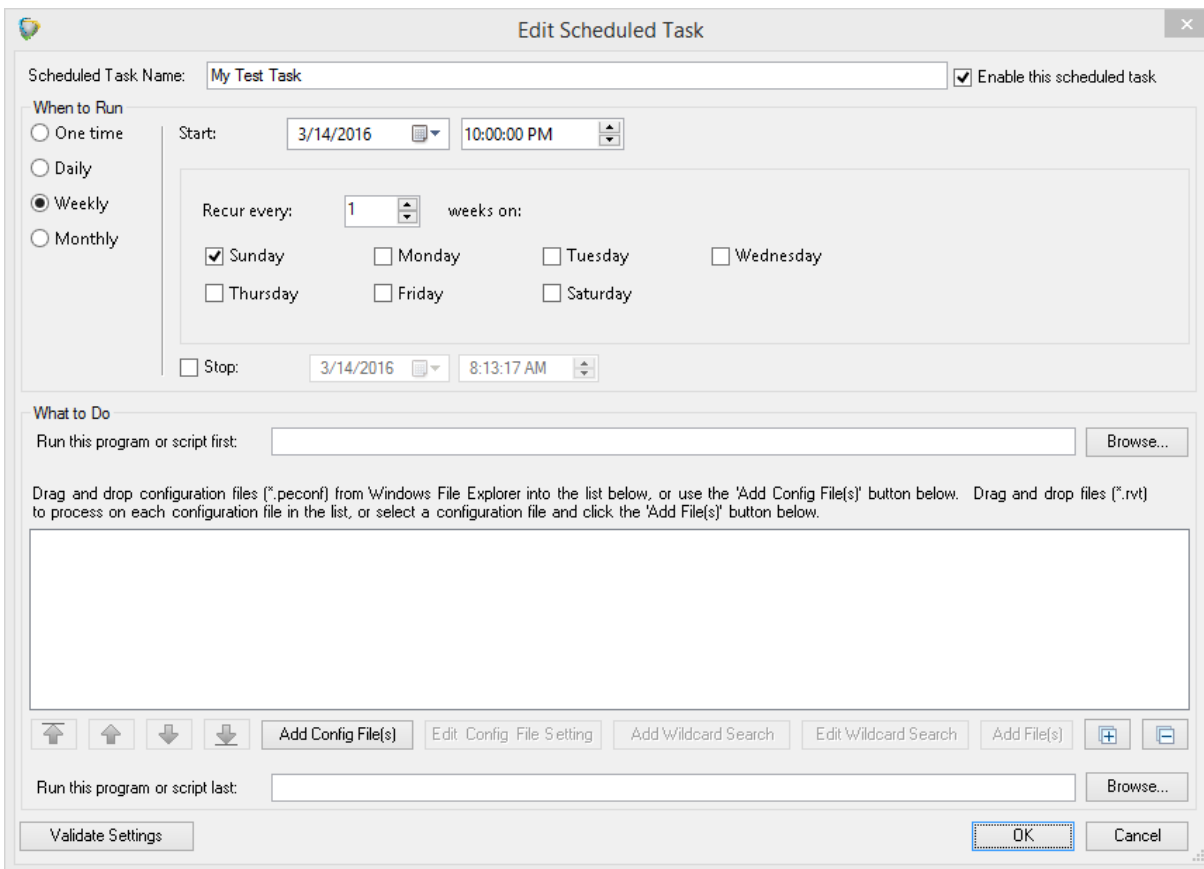 Edit Scheduled Task
Scheduled Task Name: My Test Task Enable this scheduled task
When to Run
One time Start: 3/14/2016 10:00:00 PM
Daily
Weekly Recur every: 1 weeks on:
Monthly
Sunday Monday Tuesday Wednesday
Thursday Friday Saturday
Stop: 3/14/2016 8:13:17 AM
What to Do
Run this program or script first: Browse...
Drag and drop configuration files (*.peconf) from Windows File Explorer into the list below, or use the 'Add Config File(s)' button below. Drag and drop files (*.rvt)
to process on each configuration file in the list, or select a configuration file and click the 'Add File(s)' button below.
Add Config File(s) Edit Config File Setting Add Wildcard Search Edit Wildcard Search Add File(s)
Run this program or script last: Browse...
Validate Settings OK Cancel